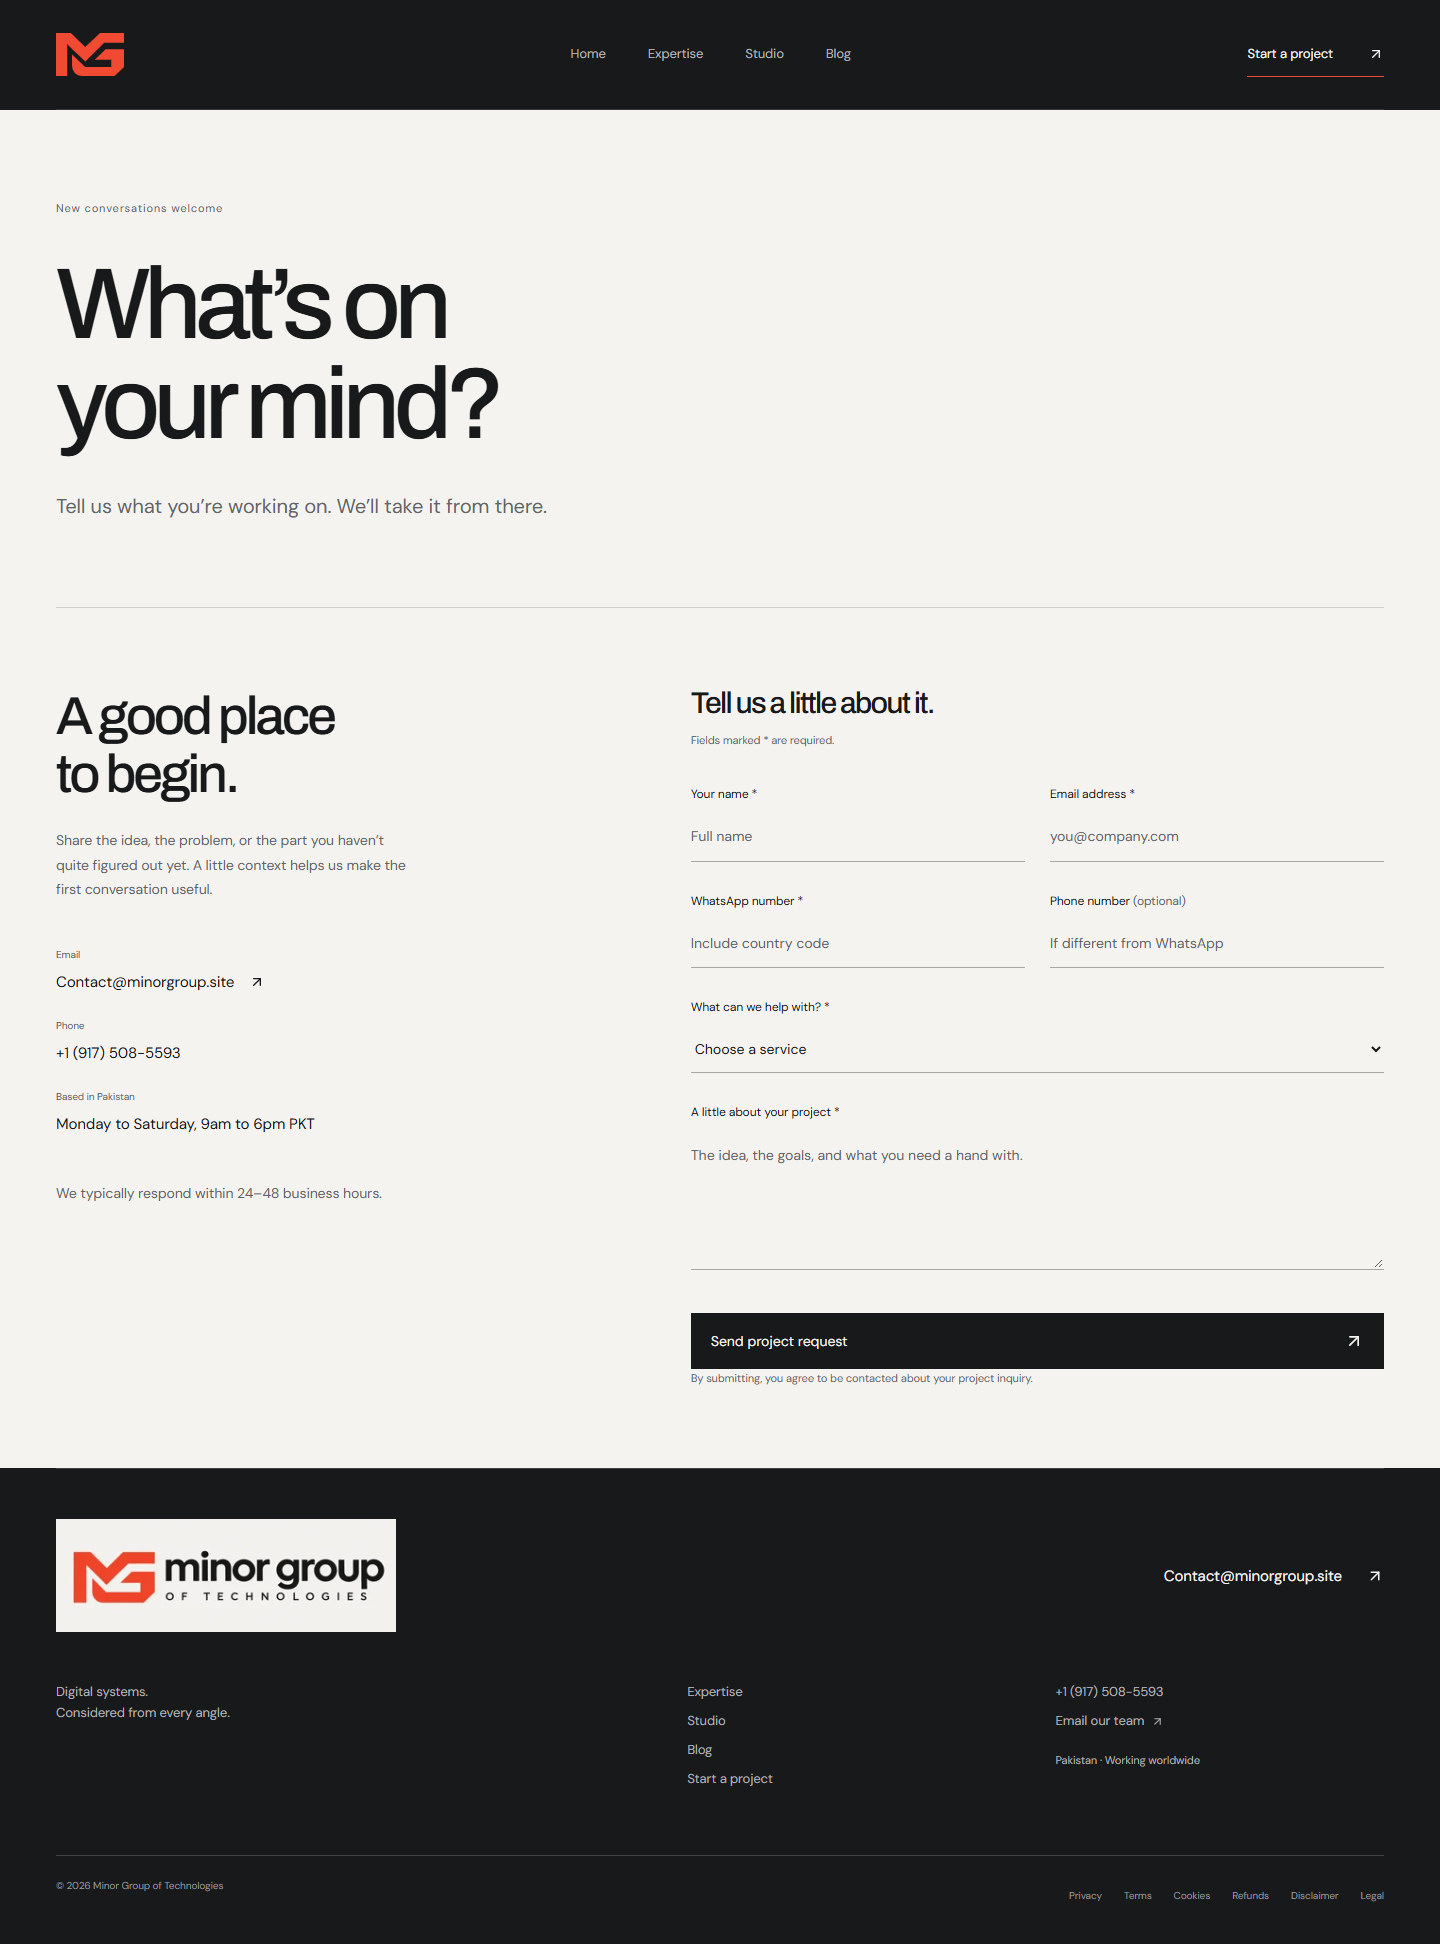 MG
Home
Expertise
Studio
Blog
Start a project
New conversations welcome
What’s on
your mind?
Tell us what you’re working on. We’ll take it from there.
A good place
to begin.
Share the idea, the problem, or the part you haven’t
quite figured out yet. A little context helps us make the
first conversation useful.
Email
Contact@minorgroup.site
Phone
+1 (917) 508-5593
Based in Pakistan
Monday to Saturday, 9am to 6pm PKT
We typically respond within 24–48 business hours.
Tell us a little about it.
Fields marked * are required.
Your name *
Full name
Email address *
you@company.com
WhatsApp number *
Include country code
Phone number (optional)
If different from WhatsApp
What can we help with? *
Choose a service
A little about your project *
The idea, the goals, and what you need a hand with.
Send project request
By submitting, you agree to be contacted about your project inquiry.
MG minor group
OF TECHNOLOGIES
Contact@minorgroup.site
Digital systems.
Considered from every angle.
Expertise
Studio
Blog
Start a project
+1 (917) 508-5593
Email our team
Pakistan · Working worldwide
© 2026 Minor Group of Technologies
Privacy
Terms
Cookies
Refunds
Disclaimer
Legal